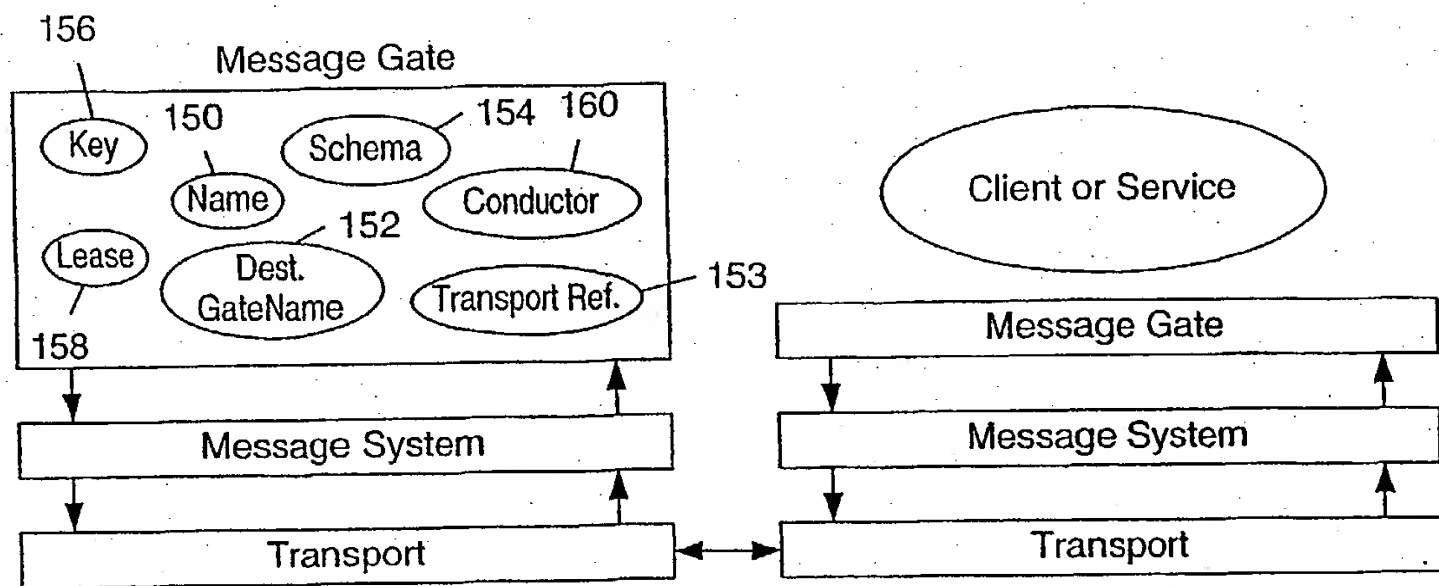 156
Message Gate
Key
150
Schema
154
160
Name
Conductor
Client or Service
Lease
152
Dest.
GateName
Transport Ref.
153
158
Message Gate
Message System
Message System
Transport
Transport